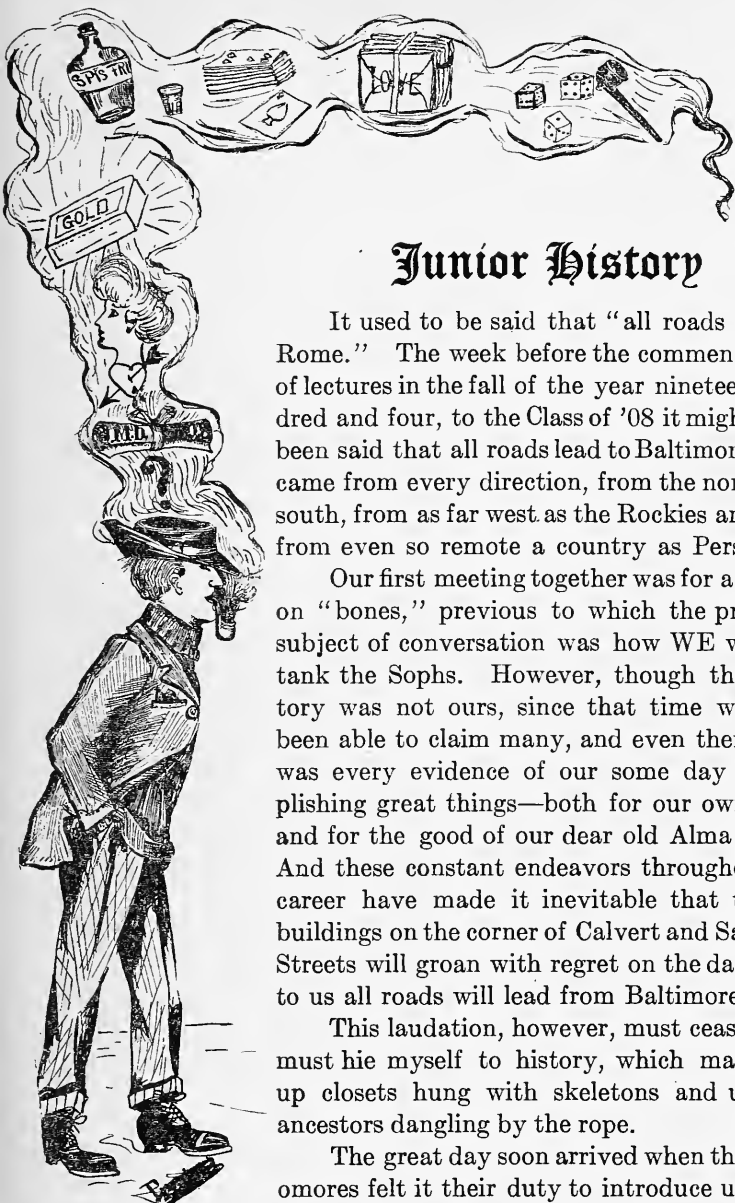 SPTS FRI
LOVE
GOLD
M.D.
?
Junior History
It used to be said that "all roads
Rome." The week before the commen
of lectures in the fall of the year ninetee
dred and four, to the Class of '08 it migh
been said that all roads lead to Baltimor
came from every direction, from the nor
south, from as far west as the Rockies an
from even so remote a country as Pers
Our first meeting together was for a
on "bones," previous to which the pr
subject of conversation was how WE w
tank the Sophs. However, though th
tory was not ours, since that time w
been able to claim many, and even the
was every evidence of our some day
plishing great things—both for our ow
and for the good of our dear old Alma
And these constant endeavors througho
career have made it inevitable that t
buildings on the corner of Calvert and Sa
Streets will groan with regret on the da
to us all roads will lead from Baltimore
This laudation, however, must ceas
must hie myself to history, which ma
up closets hung with skeletons and u
ancestors dangling by the rope.
The great day soon arrived when th
omores felt it their duty to introduce u